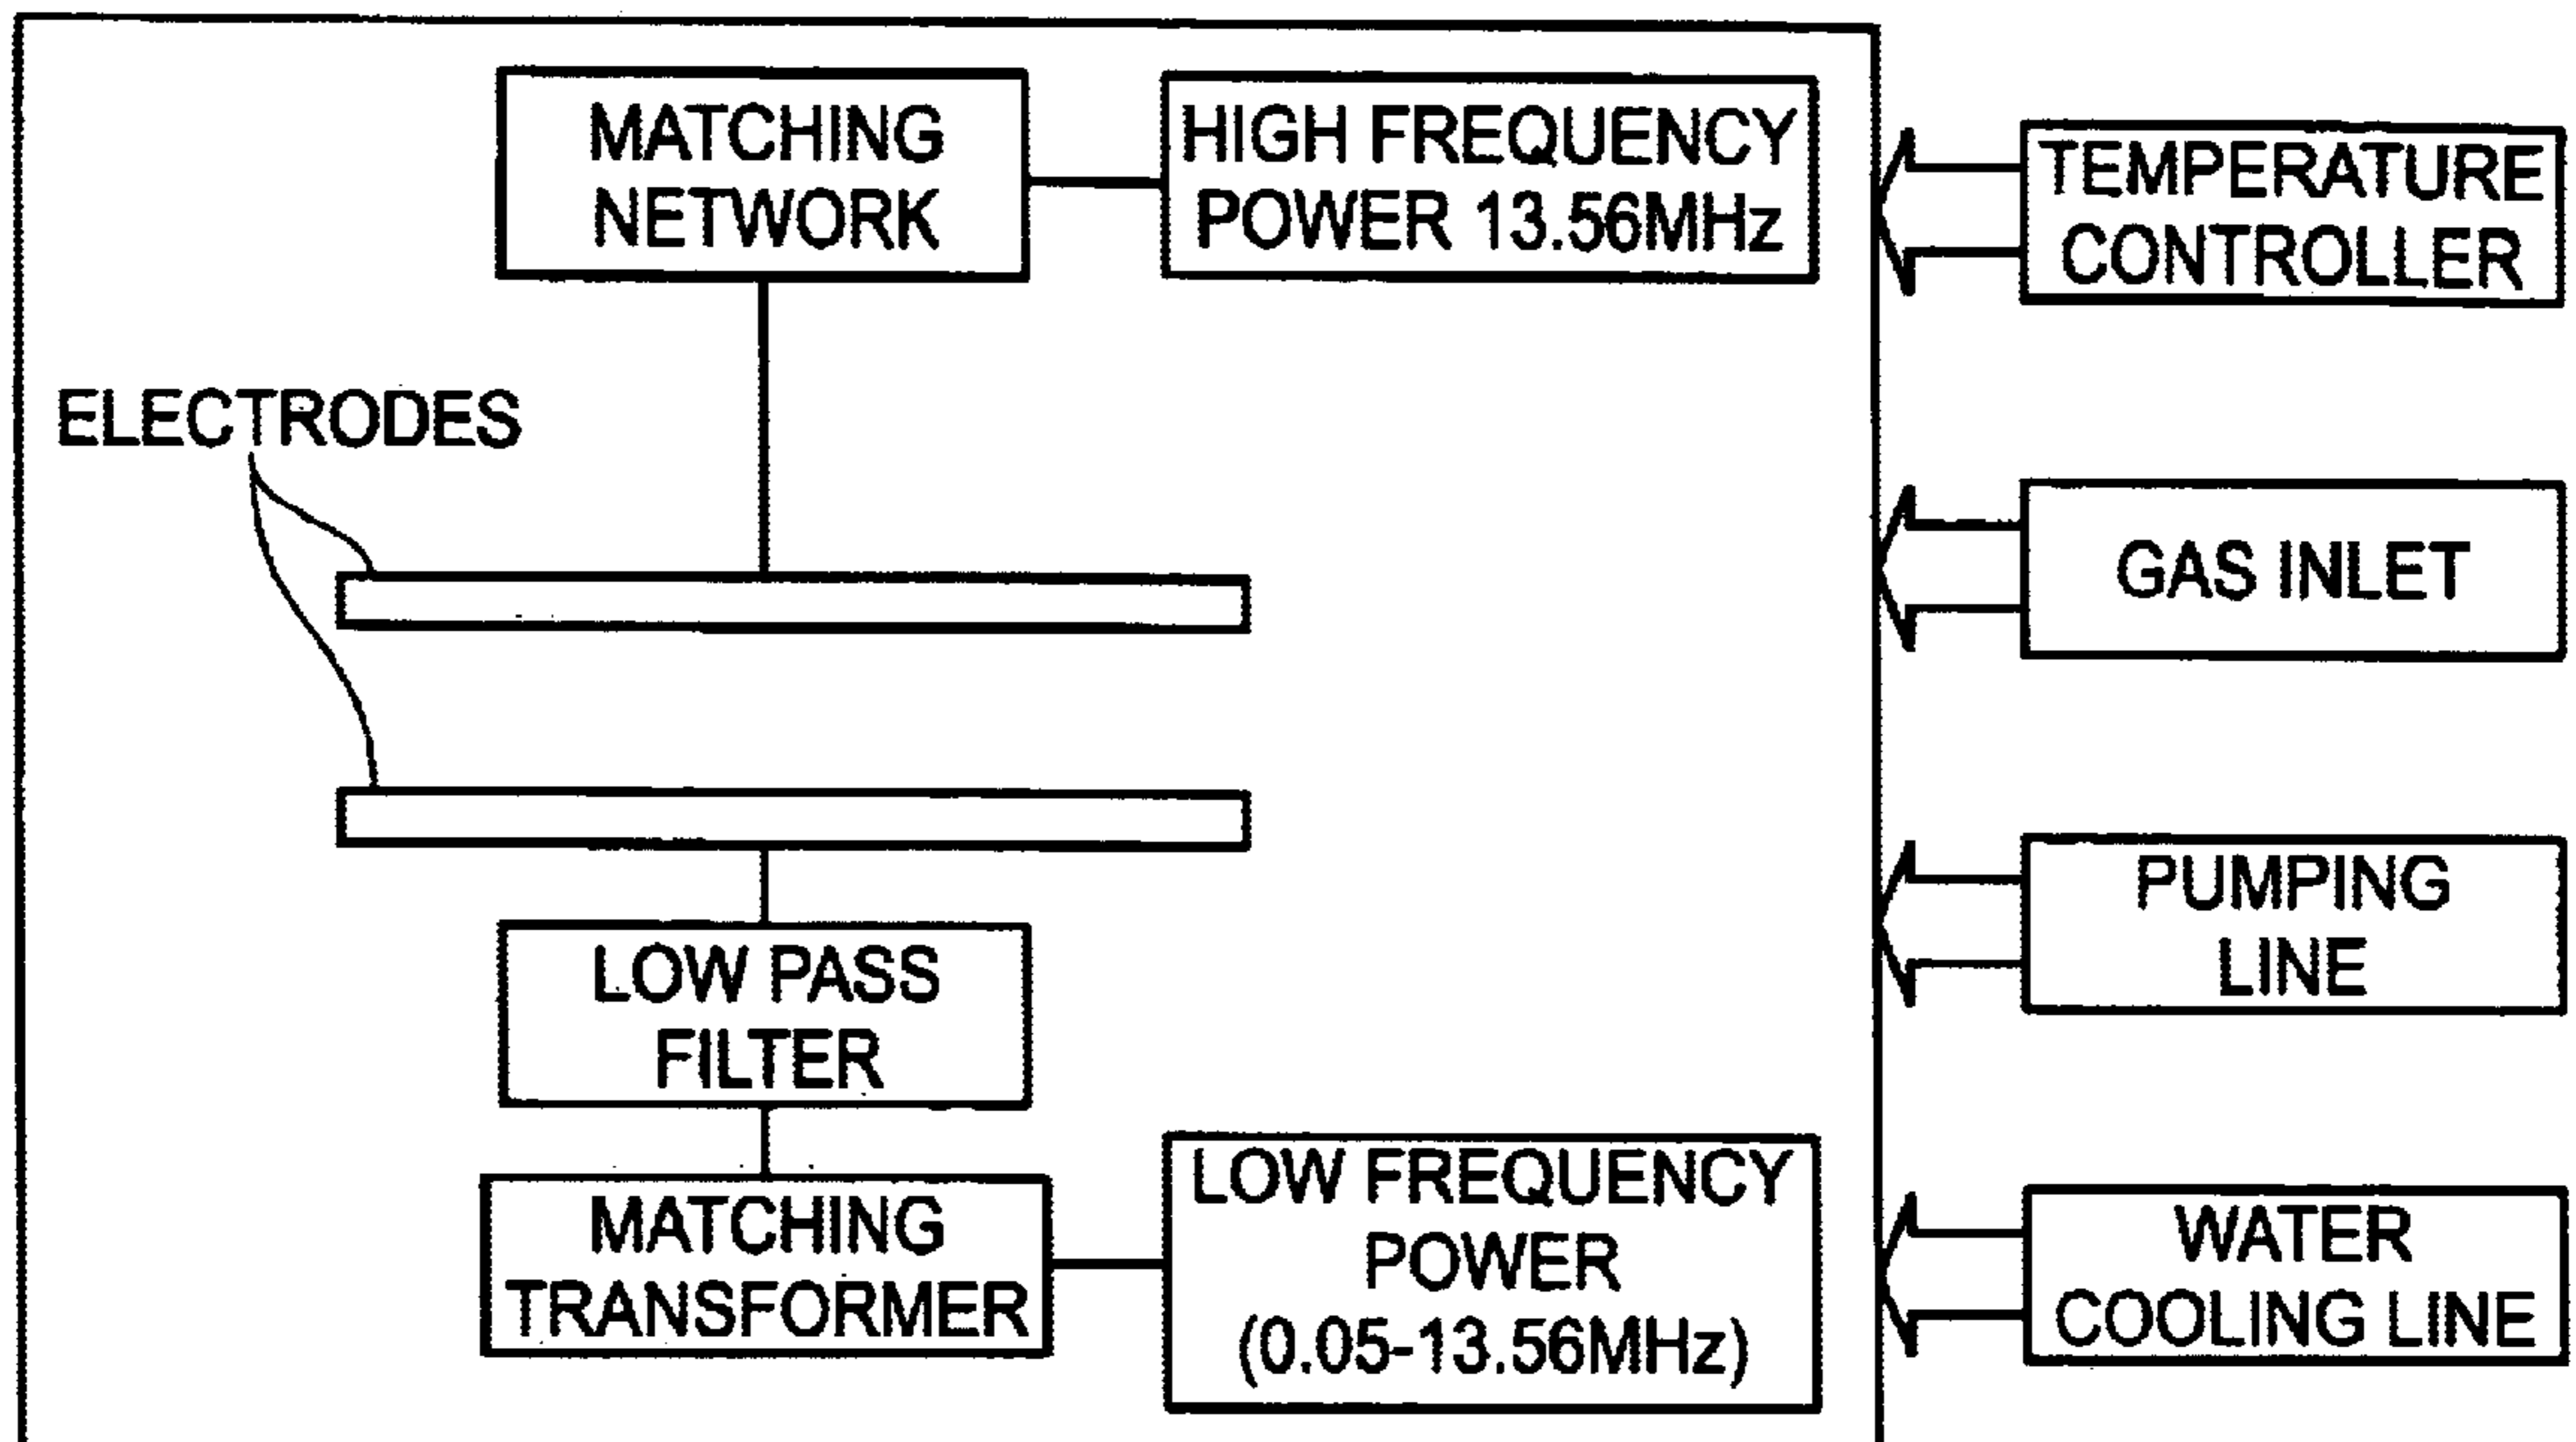 MATCHING
NETWORK
HIGH FREQUENCY
POWER 13.56MHz
TEMPERATURE
CONTROLLER
ELECTRODES
GAS INLET
PUMPING
LINE
LOW PASS
FILTER
MATCHING
TRANSFORMER
LOW FREQUENCY
POWER
(0.05-13.56MHz)
WATER
COOLING LINE